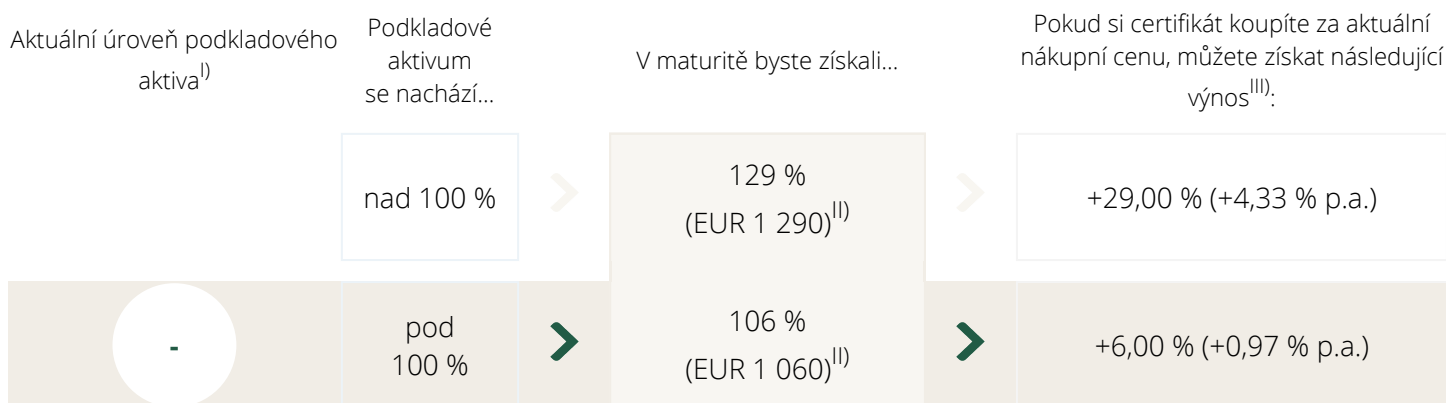 Aktuální úroveň podkladového
aktiva I)
Podkladové
aktivum
se nachází...
V maturitě byste získali...
Pokud si certifikát koupíte za aktuální
nákupní cenu, můžete získat následující
výnos III):
nad 100 %
129 %
(EUR 1 290) II)
+29,00 % (+4,33 % p.a.)
-
pod
100 %
106 %
(EUR 1 060) II)
+6,00 % (+0,97 % p.a.)